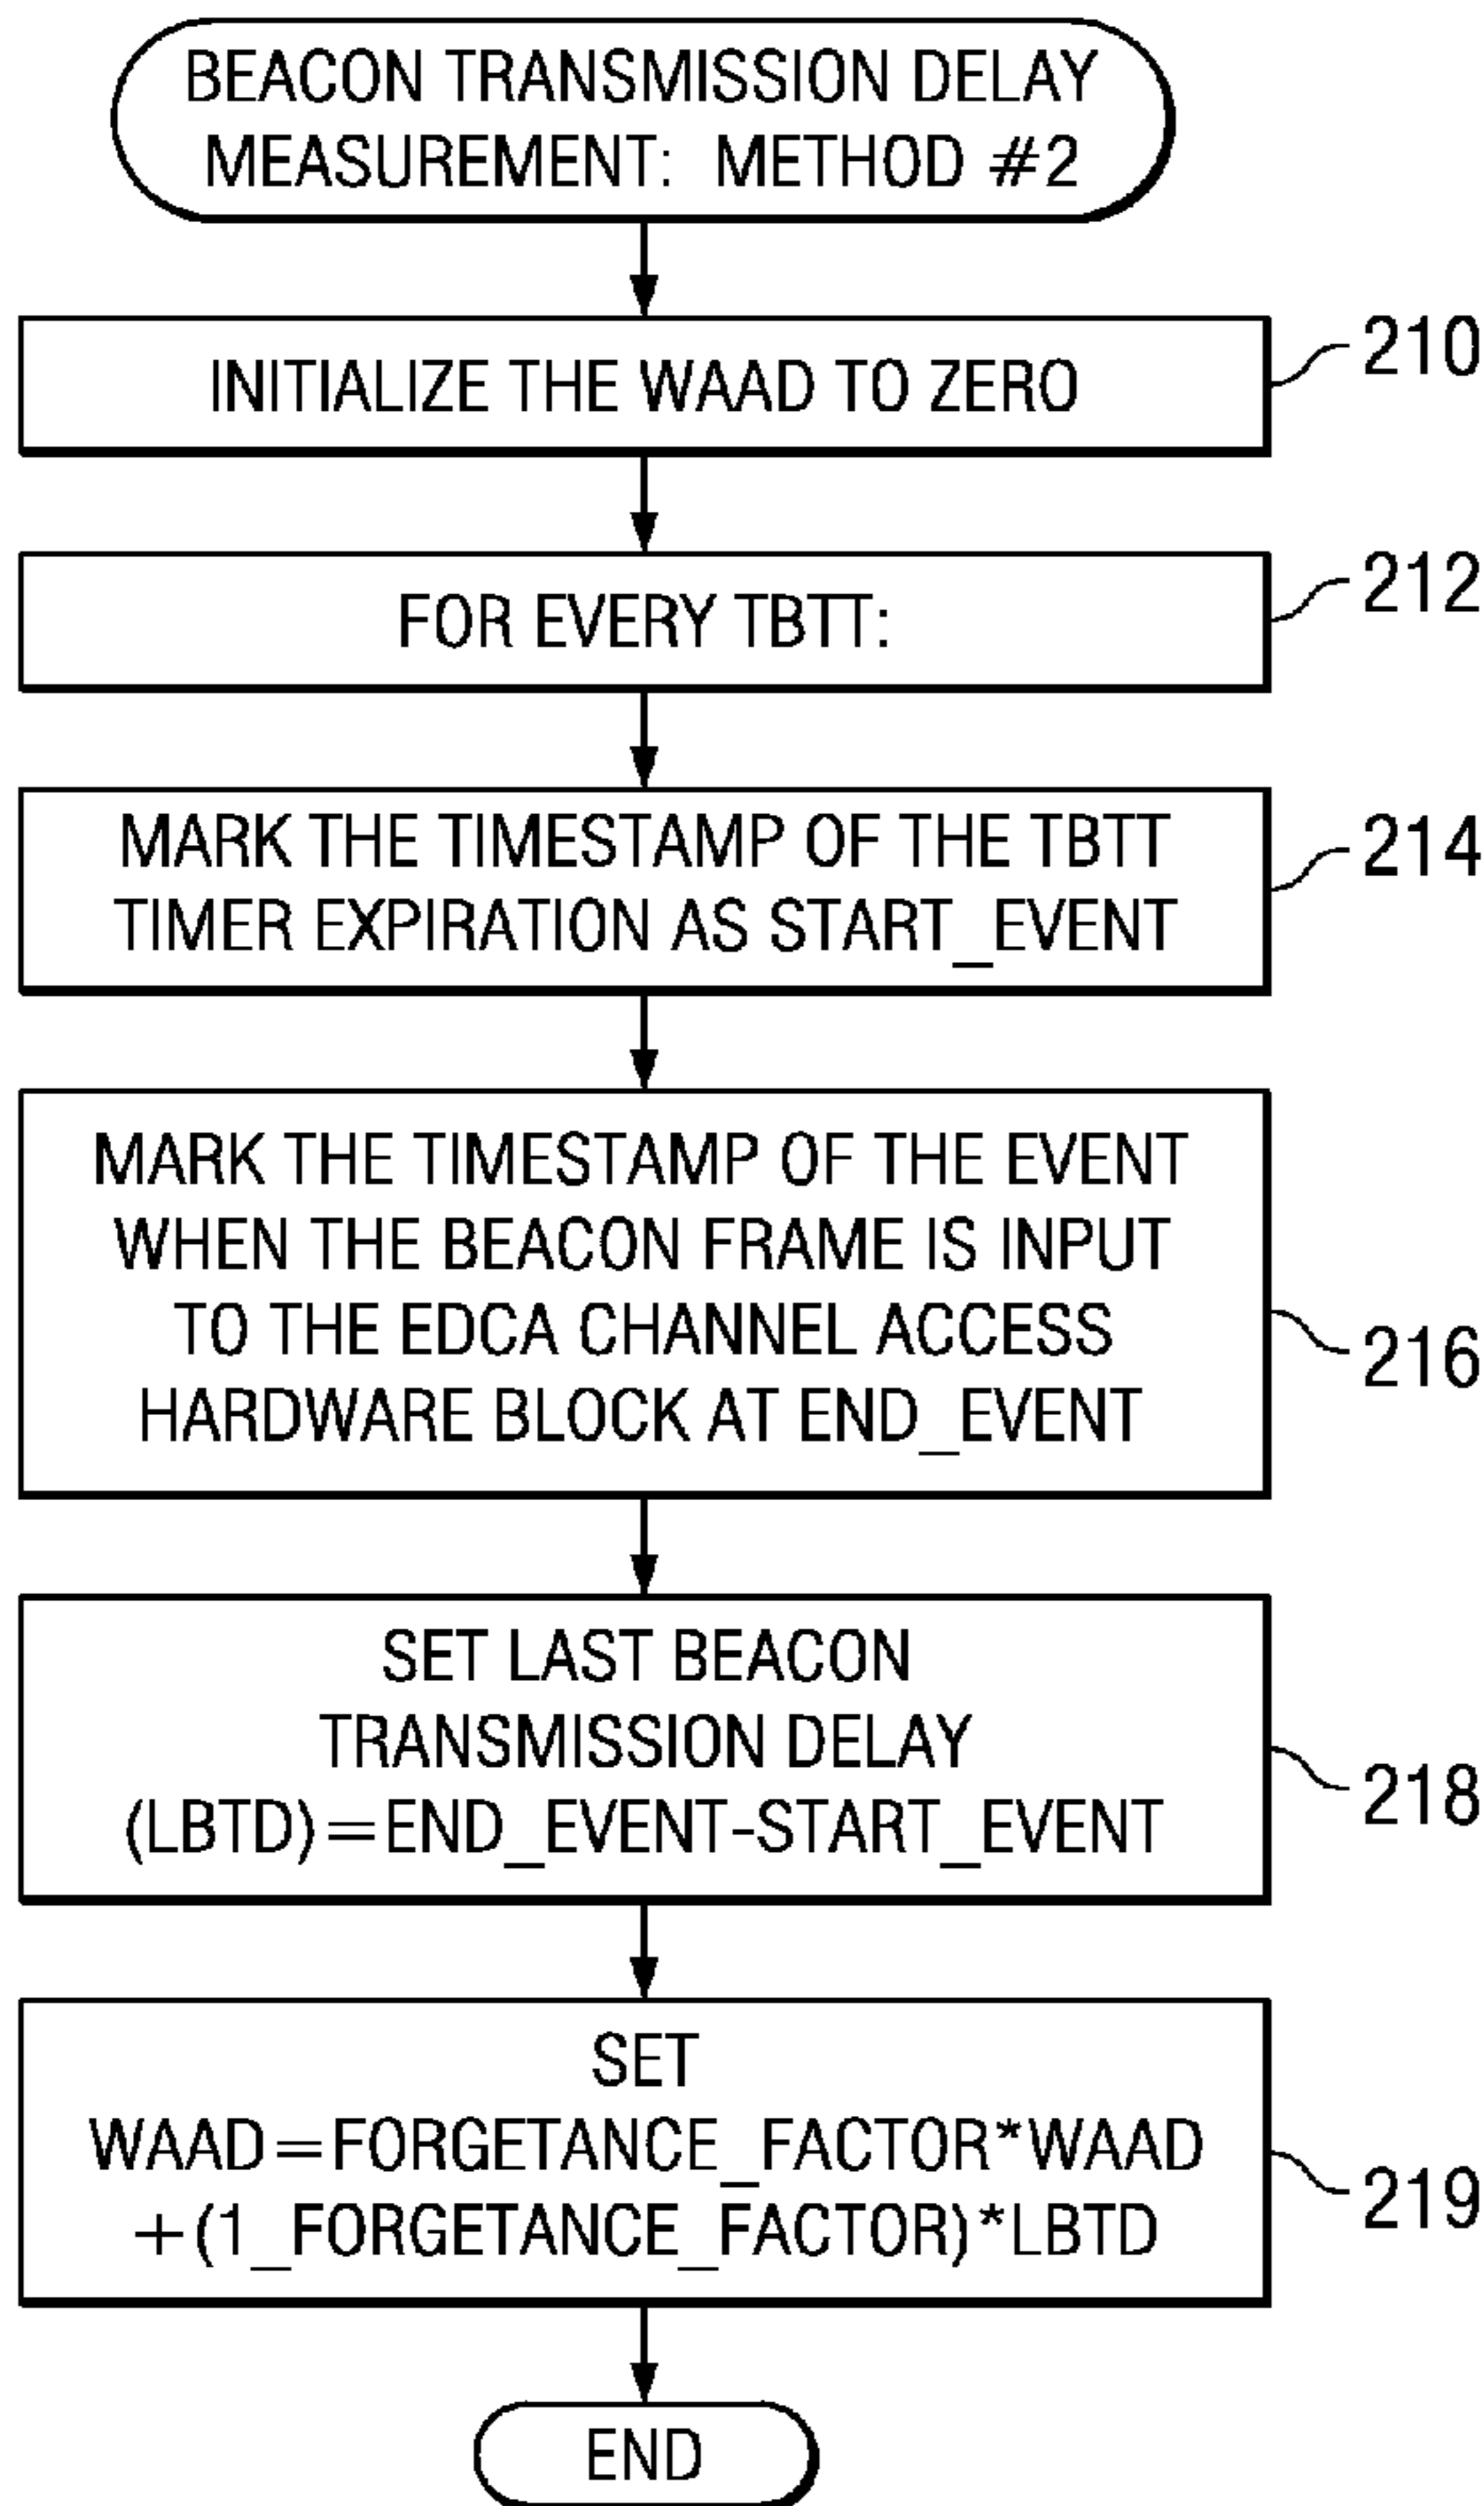 BEACON TRANSMISSION DELAY
MEASUREMENT: METHOD #2
INITIALIZE THE WAAD TO ZERO
210
FOR EVERY TBTT:
212
MARK THE TIMESTAMP OF THE TBTT
TIMER EXPIRATION AS START_EVENT
214
MARK THE TIMESTAMP OF THE EVENT
WHEN THE BEACON FRAME IS INPUT
TO THE EDCA CHANNEL ACCESS
HARDWARE BLOCK AT END_EVENT
216
SET LAST BEACON
TRANSMISSION DELAY
(LBTD)=END_EVENT-START_EVENT
218
SET
WAAD=FORGETANCE_FACTOR*WAAD
+(1_FORGETANCE_FACTOR)*LBTD
219
END